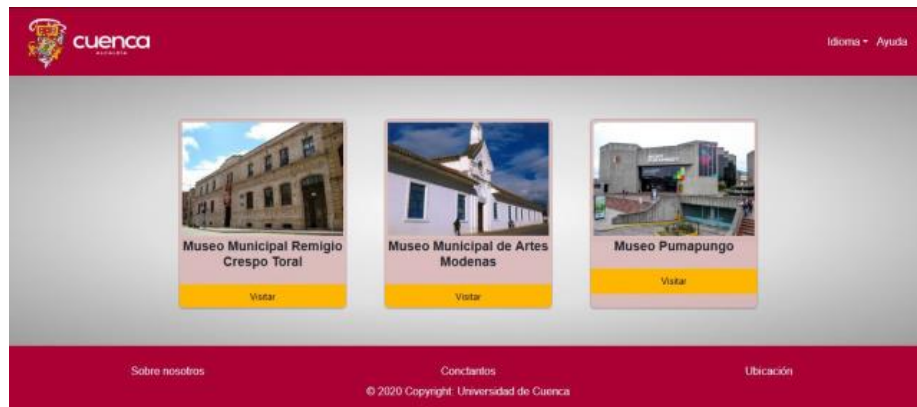 cuenca
ALCALDÍA
Idioma Ayuda
Museo Municipal Remigio
Crespo Toral
Visitar
Museo Municipal de Artes
Modenas
Visitar
Museo Pumapungo
Visitar
Sobre nosotros
Conctantos
Ubicación
© 2020 Copyright: Universidad de Cuenca